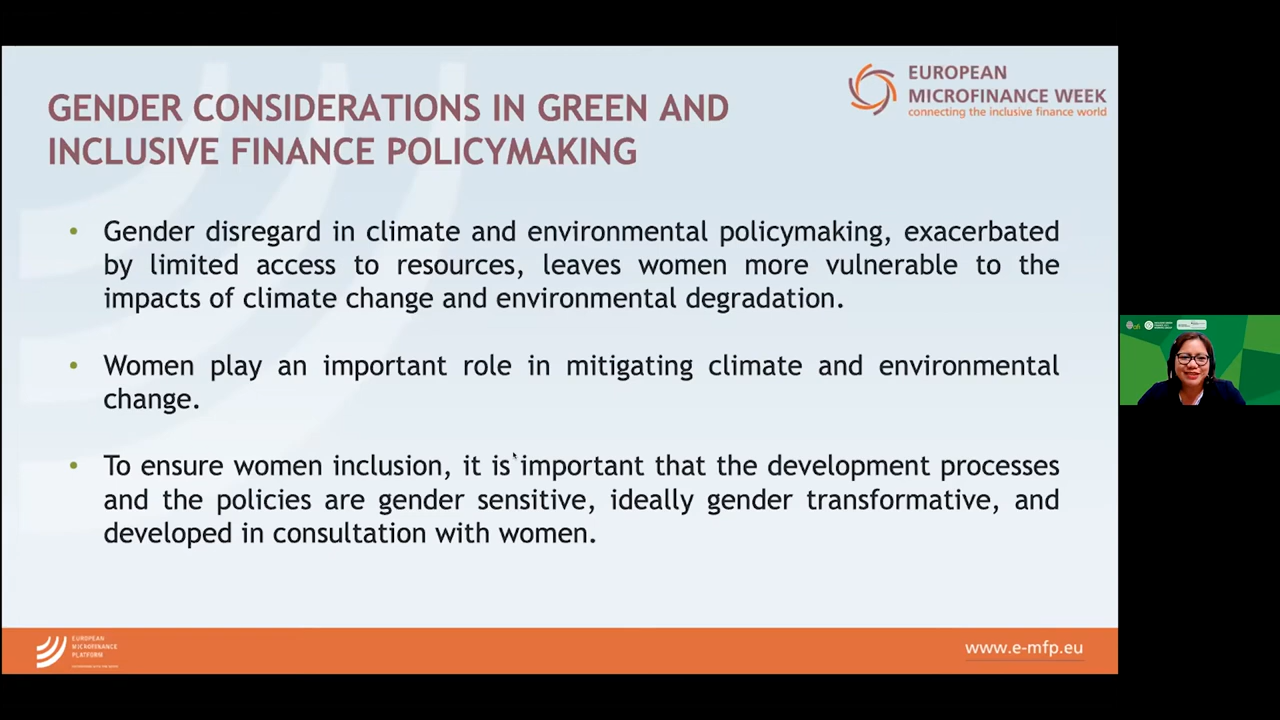 GENDER CONSIDERATIONS IN GREEN AND
INCLUSIVE FINANCE POLICYMAKING
EUROPEAN
MICROFINANCE WEEK
connecting the inclusive finance world
• Gender disregard in climate and environmental policymaking, exacerbated
by limited access to resources, leaves women more vulnerable to the
impacts of climate change and environmental degradation.
• Women play an important role in mitigating climate and environmental
change.
• To ensure women inclusion, it is important that the development processes
and the policies are gender sensitive, ideally gender transformative, and
developed in consultation with women.
EUROPEAN
MICROFINANCE
PLATFORM
www.e-mfp.eu